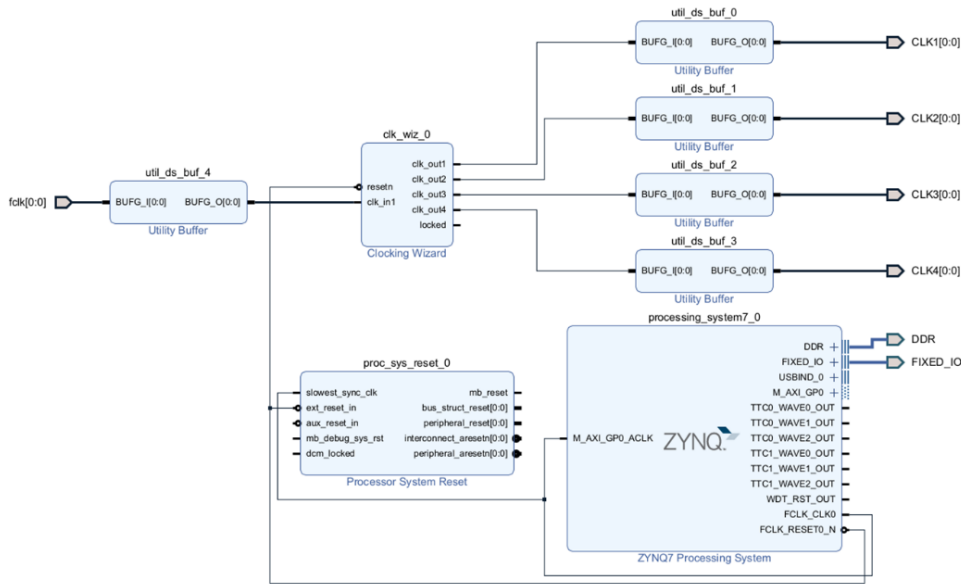 util_ds_buf_0
BUFG_I[0:0] BUFG_O[0:0]
Utility Buffer
CLK1[0:0]
util_ds_buf_1
BUFG_I[0:0] BUFG_O[0:0]
Utility Buffer
CLK2[0:0]
util_ds_buf_2
BUFG_I[0:0] BUFG_O[0:0]
Utility Buffer
CLK3[0:0]
util_ds_buf_3
BUFG_I[0:0] BUFG_O[0:0]
Utility Buffer
CLK4[0:0]
clk_wiz_0
resetn
clk_in1
clk_out1
clk_out2
clk_out3
clk_out4
locked
Clocking Wizard
fclk[0:0]
util_ds_buf_4
BUFG_I[0:0] BUFG_O[0:0]
Utility Buffer
proc_sys_reset_0
slowest_sync_clk
ext_reset_in
aux_reset_in
mb_debug_sys_rst
dcm_locked
mb_reset
bus_struct_reset[0:0]
peripheral_reset[0:0]
interconnect_aresetn[0:0]
peripheral_aresetn[0:0]
Processor System Reset
processing_system7_0
M_AXI_GP0_ACLK
ZYNQ
DDR
FIXED_IO
USBIND_0
M_AXI_GP0
TTC0_WAVE0_OUT
TTC0_WAVE1_OUT
TTC0_WAVE2_OUT
TTC1_WAVE0_OUT
TTC1_WAVE1_OUT
TTC1_WAVE2_OUT
WDT_RST_OUT
FCLK_CLK0
FCLK_RESET0_N
ZYNQ7 Processing System
DDR
FIXED_IO